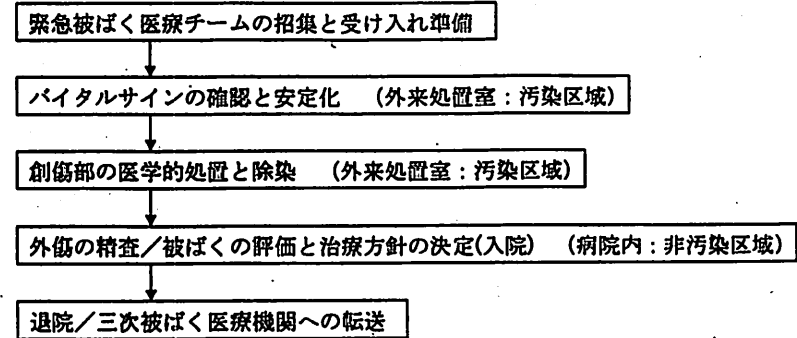 緊急被ばく医療チームの招集と受け入れ準備
バイタルサインの確認と安定化　（外来処置室：汚染区域）
創傷部の医学的処置と除染　（外来処置室：汚染区域）
外傷の精査／被ばくの評価と治療方針の決定(入院)　（病院内：非汚染区域）
退院／三次被ばく医療機関への転送